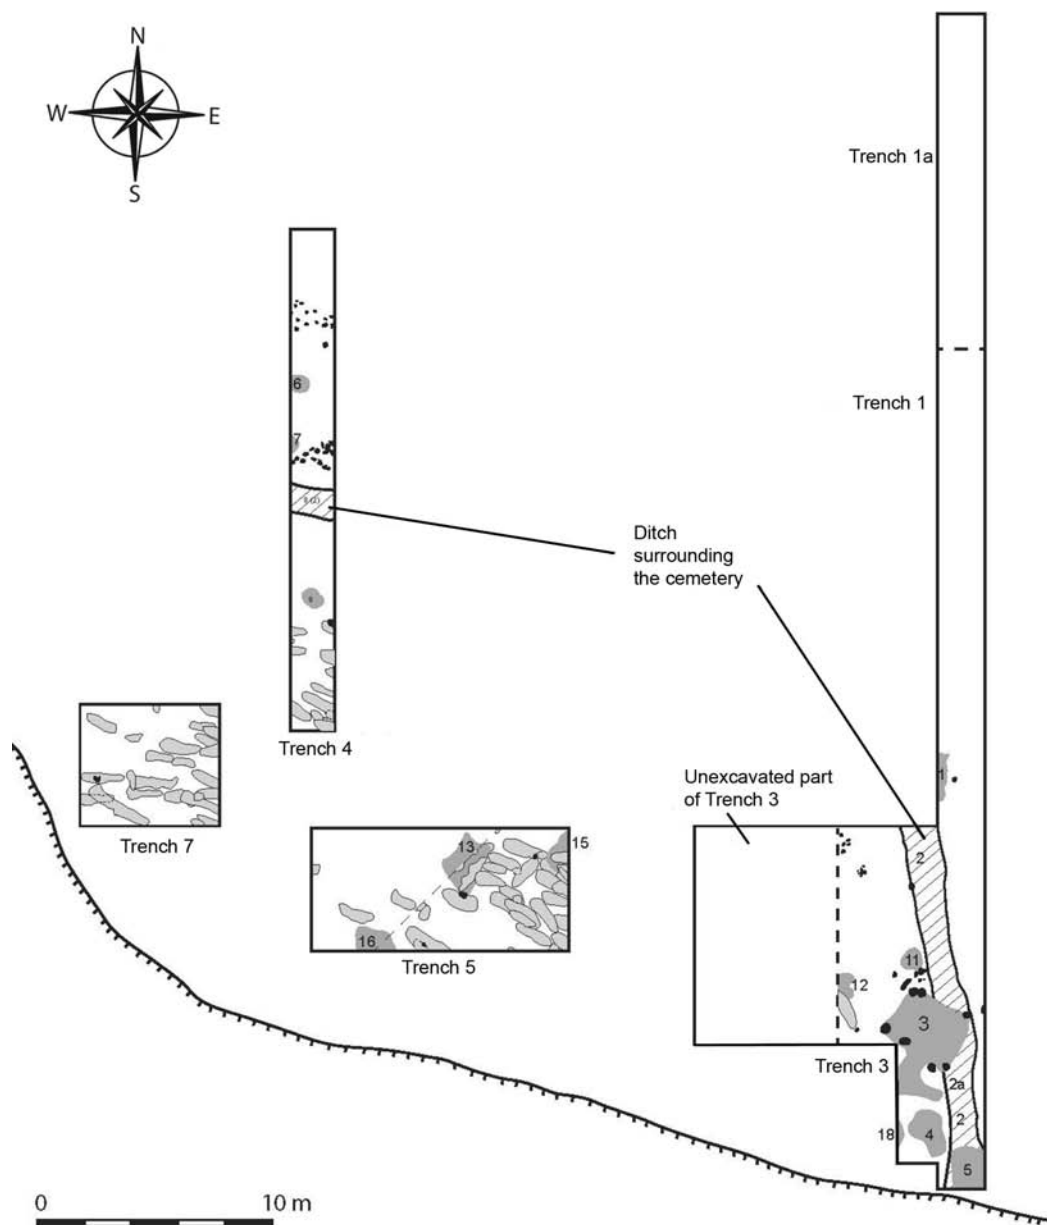 N
W E
S
Trench 1a
6
Trench 1
7
Ditch
surrounding
the cemetery
Trench 4
1
Unexcavated part
of Trench 3
Trench 7
13 15
2
16
Trench 5
11
12
3
Trench 3
2a
2
18 4
5
0 10 m